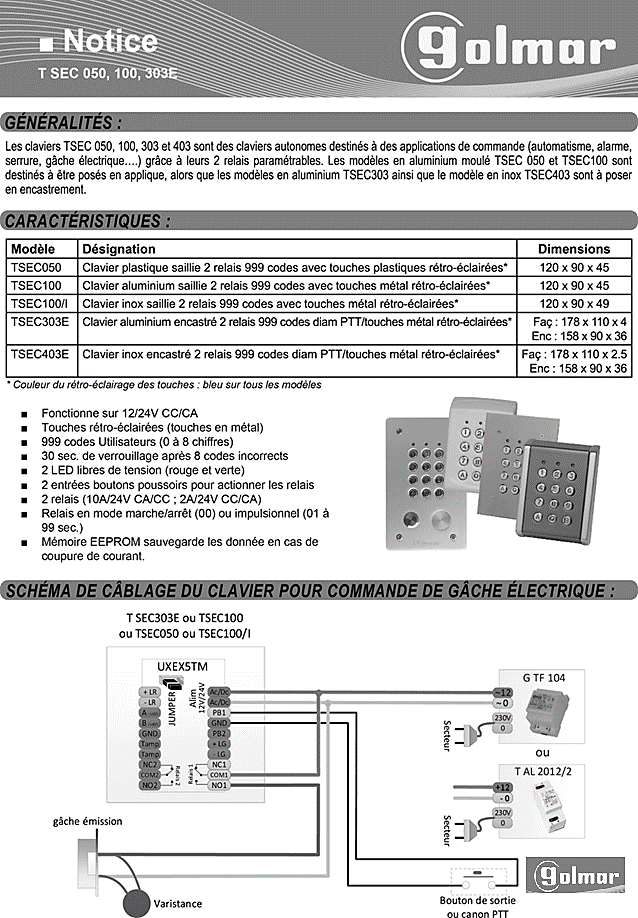 Notice
T SEC 050, 100, 303E
golmar
GÉNÉRALITÉS :
Les claviers TSEC 050, 100, 303 et 403 sont des claviers autonomes destinés à des applications de commande (automatisme, alarme,
serrure, gâche électrique….) grâce à leurs 2 relais paramétrables. Les modèles en aluminium moulé TSEC 050 et TSEC100 sont
destinés à être posés en applique, alors que les modèles en aluminium TSEC303 ainsi que le modèle en inox TSEC403 sont à poser
en encastrement.
CARACTÉRISTIQUES :
Modèle Désignation Dimensions
TSEC050 Clavier plastique saillie 2 relais 999 codes avec touches plastiques rétro-éclairées* 120 x 90 x 45
TSEC100 Clavier aluminium saillie 2 relais 999 codes avec touches métal rétro-éclairées* 120 x 90 x 45
TSEC100/I Clavier inox saillie 2 relais 999 codes avec touches métal rétro-éclairées* 120 x 90 x 49
TSEC303E Clavier aluminium encastré 2 relais 999 codes diam PTT/touches métal rétro-éclairées* Faç : 178 x 110 x 4
Enc : 158 x 90 x 36
TSEC403E Clavier inox encastré 2 relais 999 codes diam PTT/touches métal rétro-éclairées* Faç : 178 x 110 x 2.5
Enc : 158 x 90 x 36
* Couleur du rétro-éclairage des touches : bleu sur tous les modèles
■ Fonctionne sur 12/24V CC/CA
■ Touches rétro-éclairées (touches en métal)
■ 999 codes Utilisateurs (0 à 8 chiffres)
■ 30 sec. de verrouillage après 8 codes incorrects
■ 2 LED libres de tension (rouge et verte)
■ 2 entrées boutons poussoirs pour actionner les relais
■ 2 relais (10A/24V CA/CC ; 2A/24V CC/CA)
■ Relais en mode marche/arrêt (00) ou impulsionnel (01 à
99 sec.)
■ Mémoire EEPROM sauvegarde les donnée en cas de
coupure de courant.
SCHÉMA DE CÂBLAGE DU CLAVIER POUR COMMANDE DE GÂCHE ÉLECTRIQUE :
T SEC303E ou TSEC100
ou TSEC050 ou TSEC100/I
UXEX5TM
JUMPER
Alim
12V/24V
+ LR
- LR
A
B
GND
Tamp
Tamp
NC2
COM2
NO2
Relais 2
Relais 1
Ac/Dc
Ac/Dc
PB1
GND
PB2
+ LG
- LG
NC1
COM1
NO1
G TF 104
~12
~0
230V
0
Secteur
ou
T AL 2012/2
+12
- 0
230V
0
Secteur
gâche émission
Varistance
Bouton de sortie
ou canon PTT
golmar